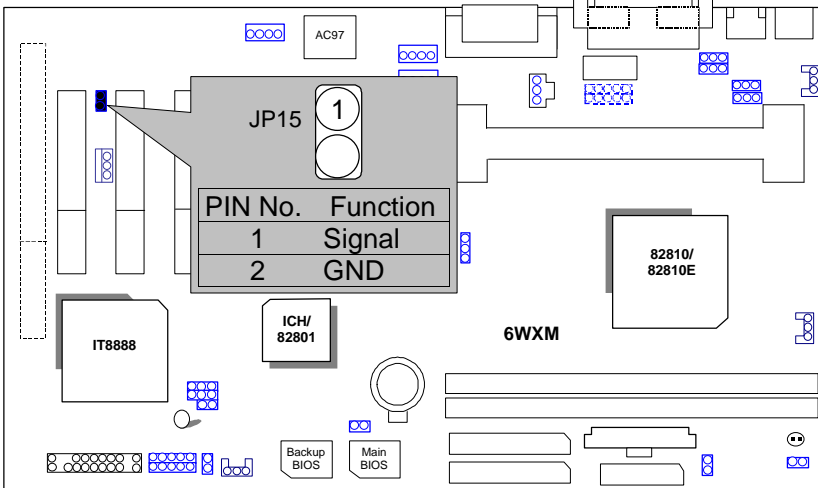 AC97
JP15
1
PIN No. Function
1 Signal
2 GND
82810/
82810E
ICH/
82801
IT8888
6WXM
Backup
BIOS
Main
BIOS